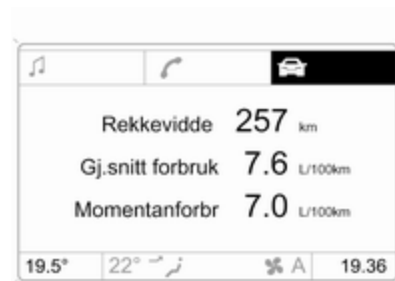 Rekkevidde 257 km
Gj.snitt forbruk 7.6 L/100km
Momentanforbr 7.0 L/100km
19.5° 22° A 19.36